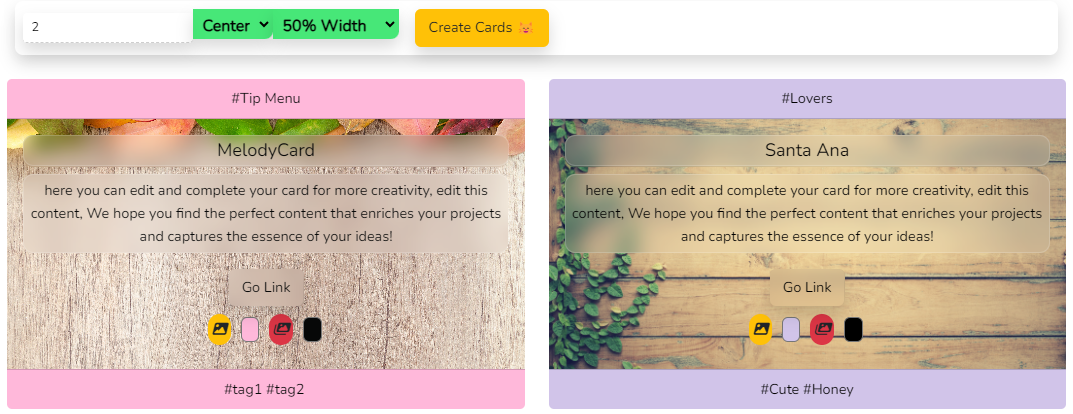 2
Center
50% Width
Create Cards
#Tip Menu
MelodyCard
here you can edit and complete your card for more creativity, edit this
content, We hope you find the perfect content that enriches your projects
and captures the essence of your ideas!
Go Link
#tag1 #tag2
#Lovers
Santa Ana
here you can edit and complete your card for more creativity, edit this
content, We hope you find the perfect content that enriches your projects
and captures the essence of your ideas!
Go Link
#Cute #Honey